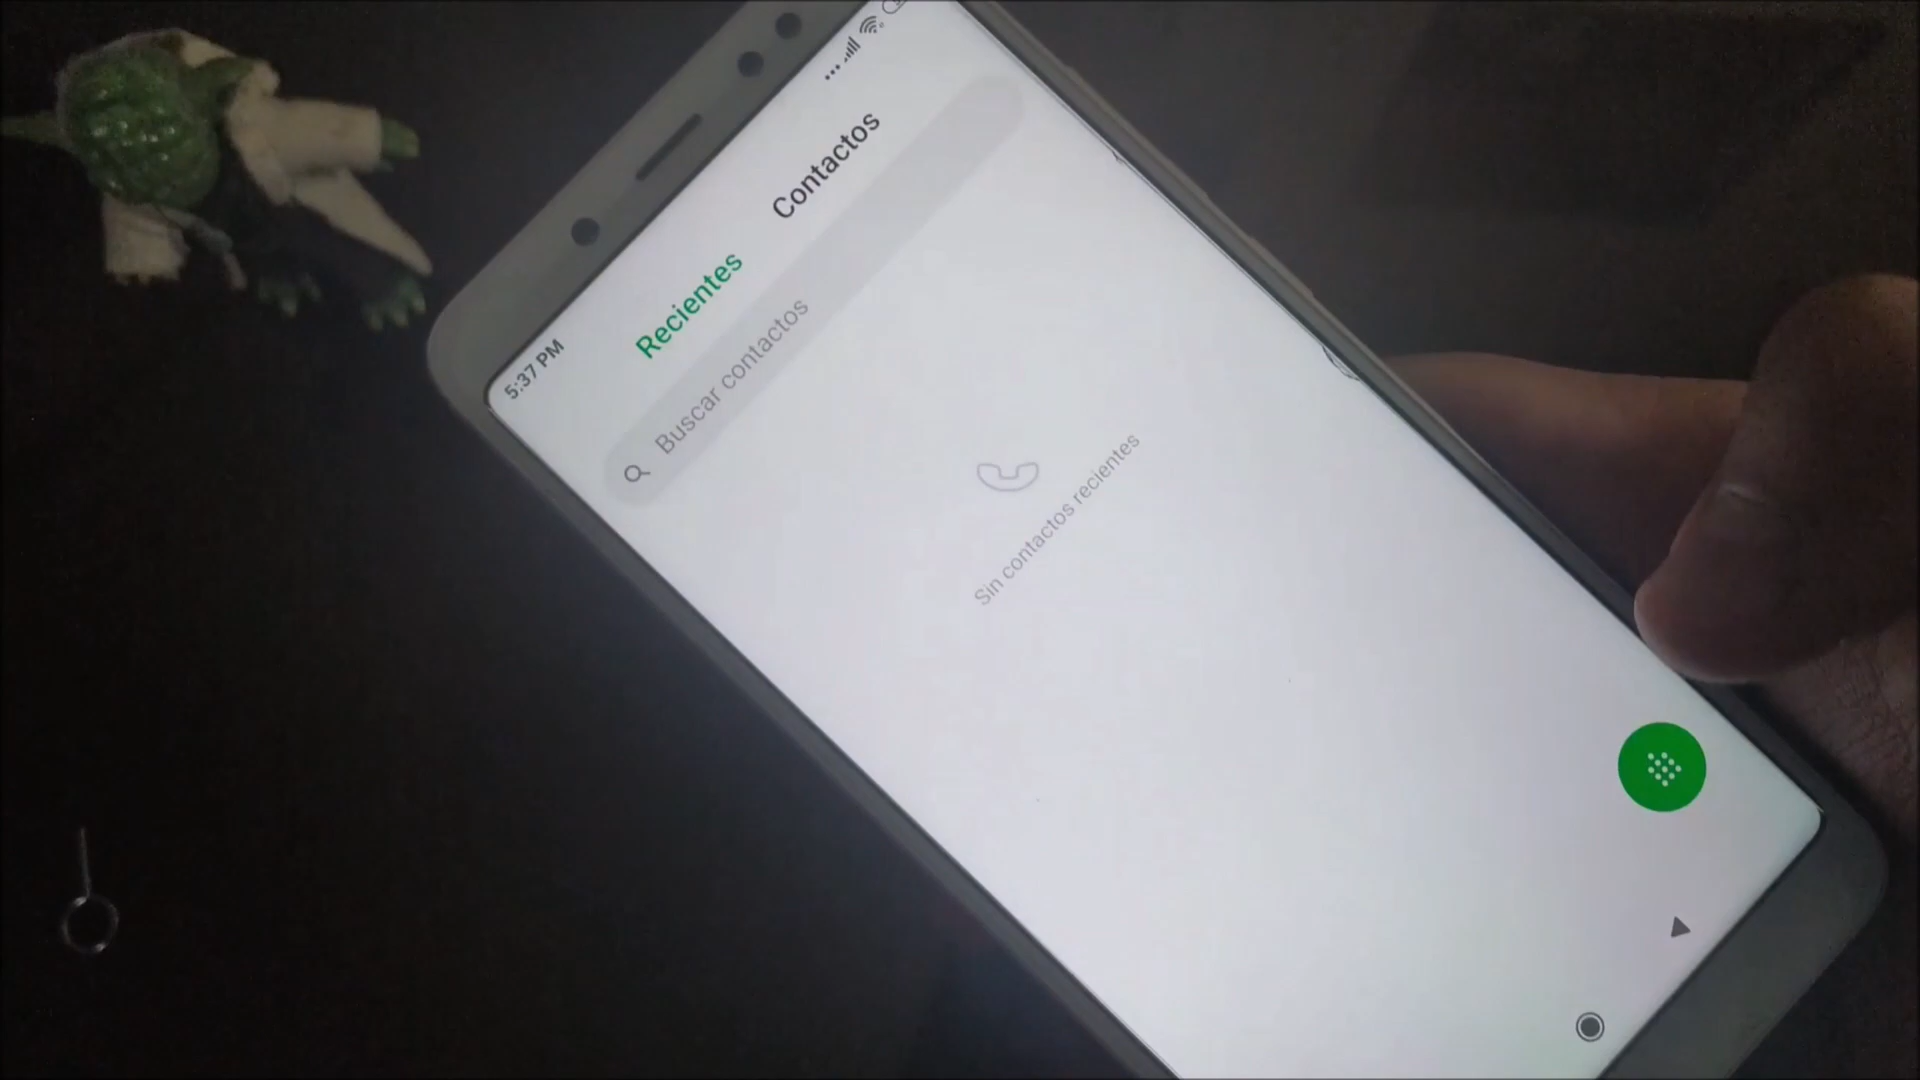 5:37 PM
Recientes
Contactos
Buscar contactos
Sin contactos recientes